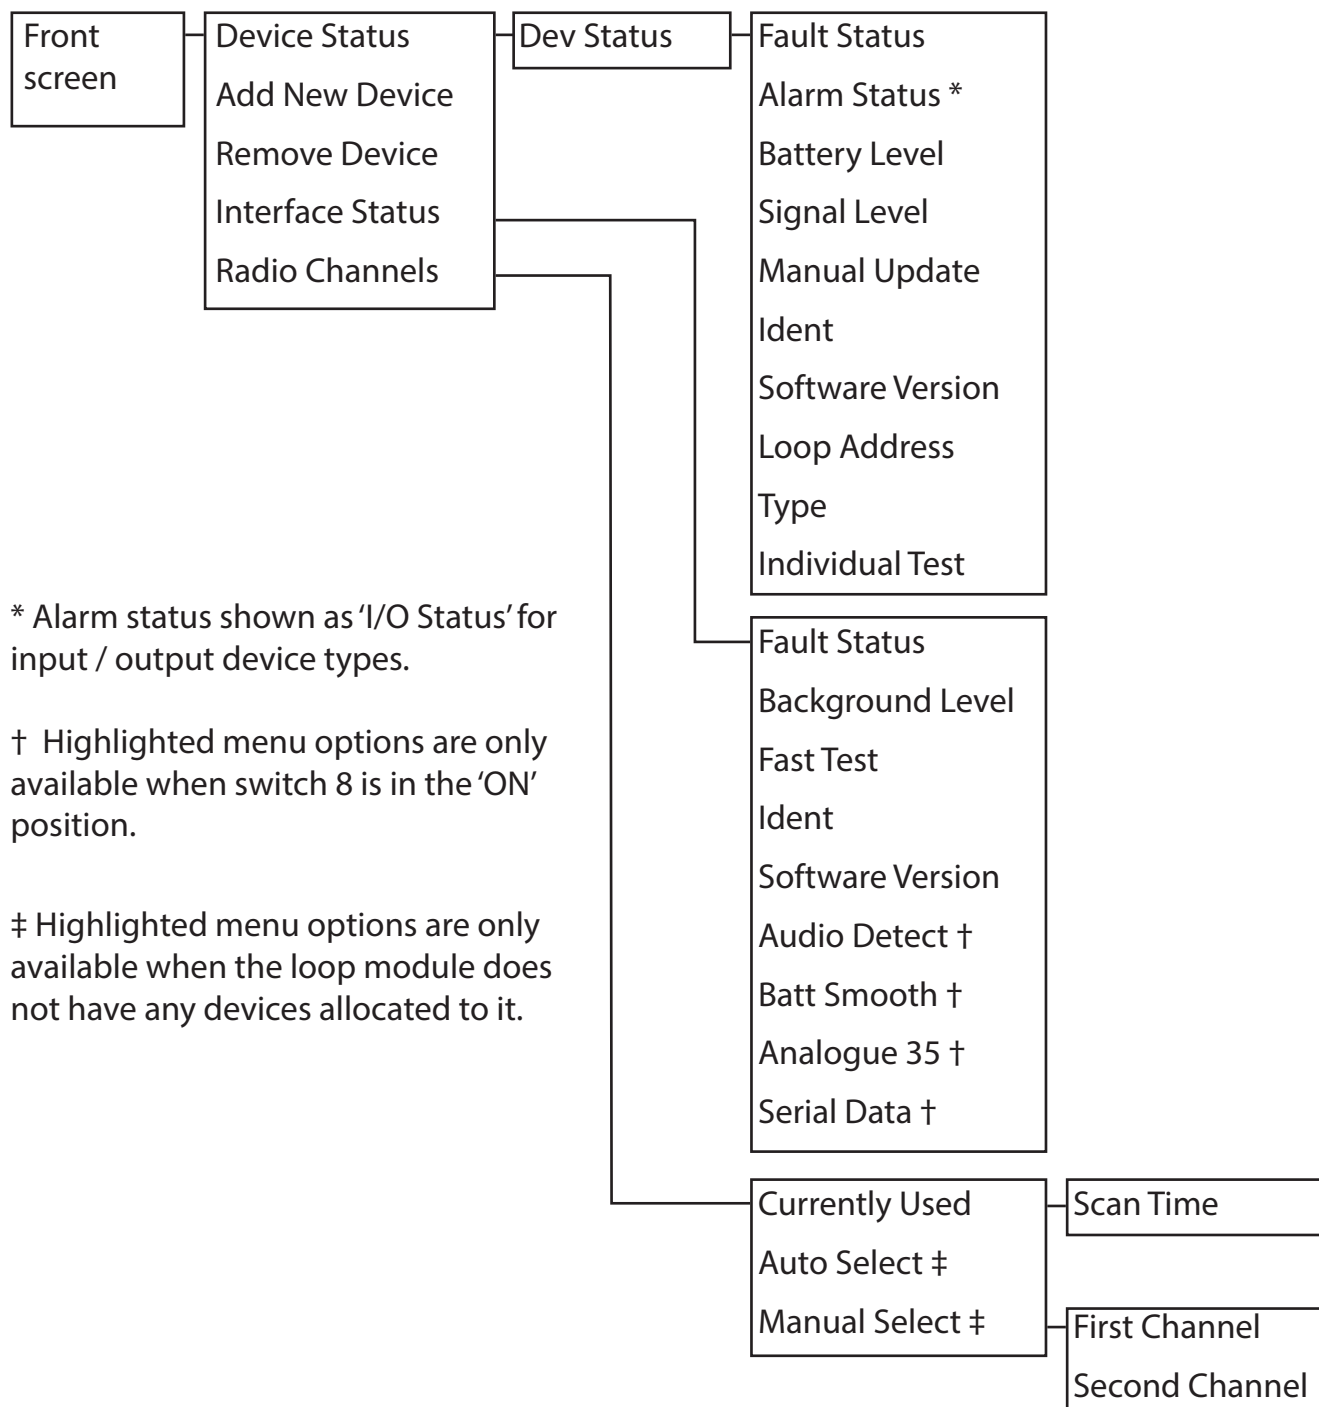 Front
screen
Device Status
Add New Device
Remove Device
Interface Status
Radio Channels
Dev Status
Fault Status
Alarm Status *
Battery Level
Signal Level
Manual Update
Ident
Software Version
Loop Address
Type
Individual Test
* Alarm status shown as ‘I/O Status’ for
input / output device types.
† Highlighted menu options are only
available when switch 8 is in the ‘ON’
position.
‡ Highlighted menu options are only
available when the loop module does
not have any devices allocated to it.
Fault Status
Background Level
Fast Test
Ident
Software Version
Audio Detect †
Batt Smooth †
Analogue 35 †
Serial Data †
Currently Used
Auto Select ‡
Manual Select ‡
Scan Time
First Channel
Second Channel